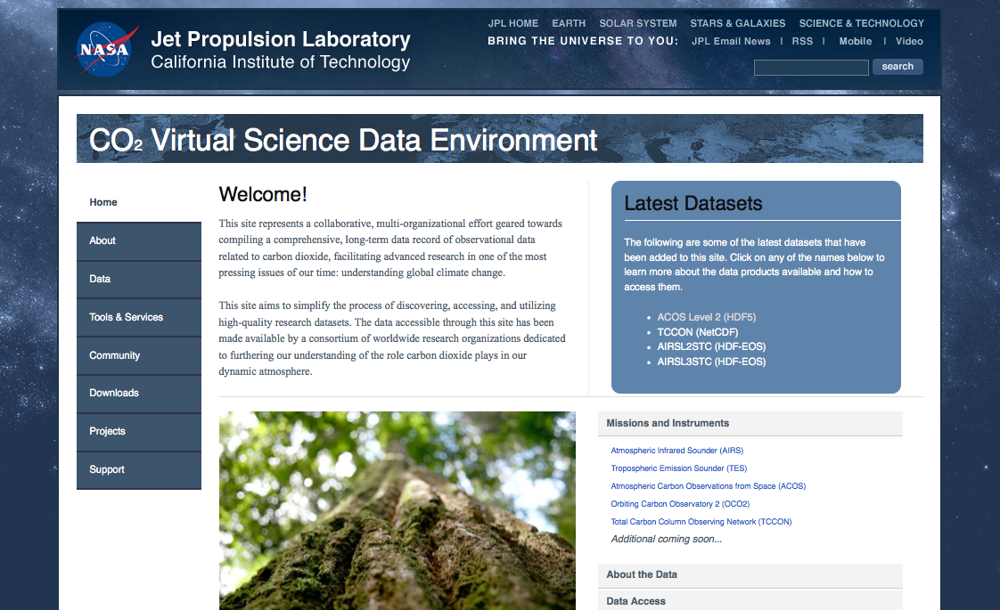 NASA
Jet Propulsion Laboratory
California Institute of Technology
JPL HOME EARTH SOLAR SYSTEM STARS & GALAXIES SCIENCE & TECHNOLOGY
BRING THE UNIVERSE TO YOU: JPL Email News | RSS | Mobile | Video
search
CO2 Virtual Science Data Environment
Home
About
Data
Tools & Services
Community
Downloads
Projects
Support
Welcome!
This site represents a collaborative, multi-organizational effort geared towards
compiling a comprehensive, long-term data record of observational data
related to carbon dioxide, facilitating advanced research in one of the most
pressing issues of our time: understanding global climate change.
This site aims to simplify the process of discovering, accessing, and utilizing
high-quality research datasets. The data accessible through this site has been
made available by a consortium of worldwide research organizations dedicated
to furthering our understanding of the role carbon dioxide plays in our
dynamic atmosphere.
Latest Datasets
The following are some of the latest datasets that have
been added to this site. Click on any of the names below to
learn more about the data products available and how to
access them.
• ACOS Level 2 (HDF5)
• TCCON (NetCDF)
• AIRSL2STC (HDF-EOS)
• AIRSL3STC (HDF-EOS)
Missions and Instruments
Atmospheric Infrared Sounder (AIRS)
Tropospheric Emission Sounder (TES)
Atmospheric Carbon Observations from Space (ACOS)
Orbiting Carbon Observatory 2 (OCO2)
Total Carbon Column Observing Network (TCCON)
Additional coming soon...
About the Data
Data Access